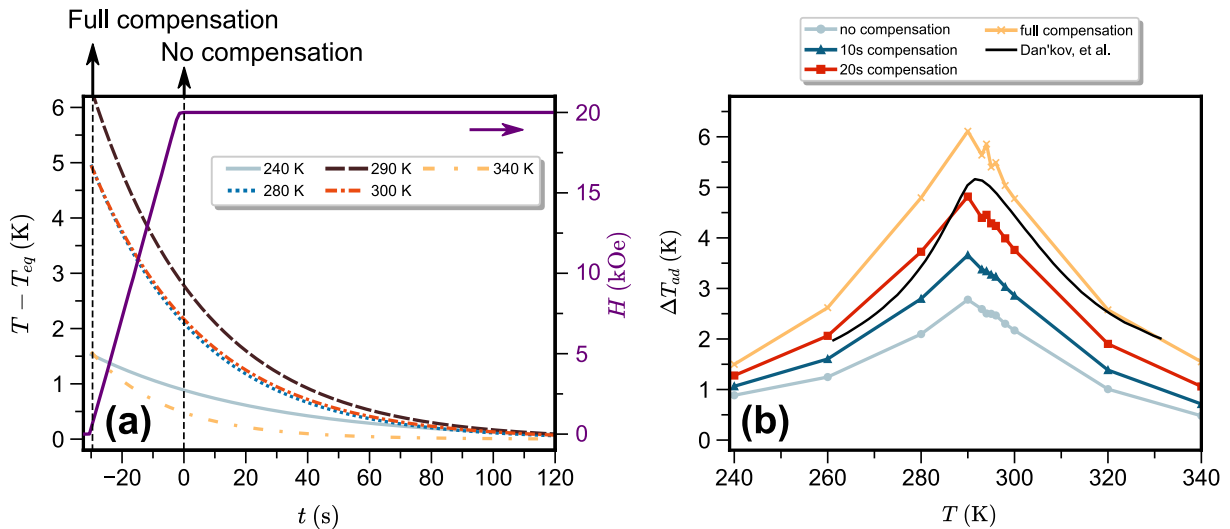 Full compensation
No compensation
6
5
4
3
2
1
0
T − T_eq (K)
−20 0 20 40 60 80 100 120
t (s)
20
15
10
5
0
H (kOe)
240 K
290 K
340 K
280 K
300 K
(a)
no compensation
full compensation
10s compensation
Dan'kov, et al.
20s compensation
6
5
4
3
2
1
0
ΔT_ad (K)
240 260 280 300 320 340
T (K)
(b)